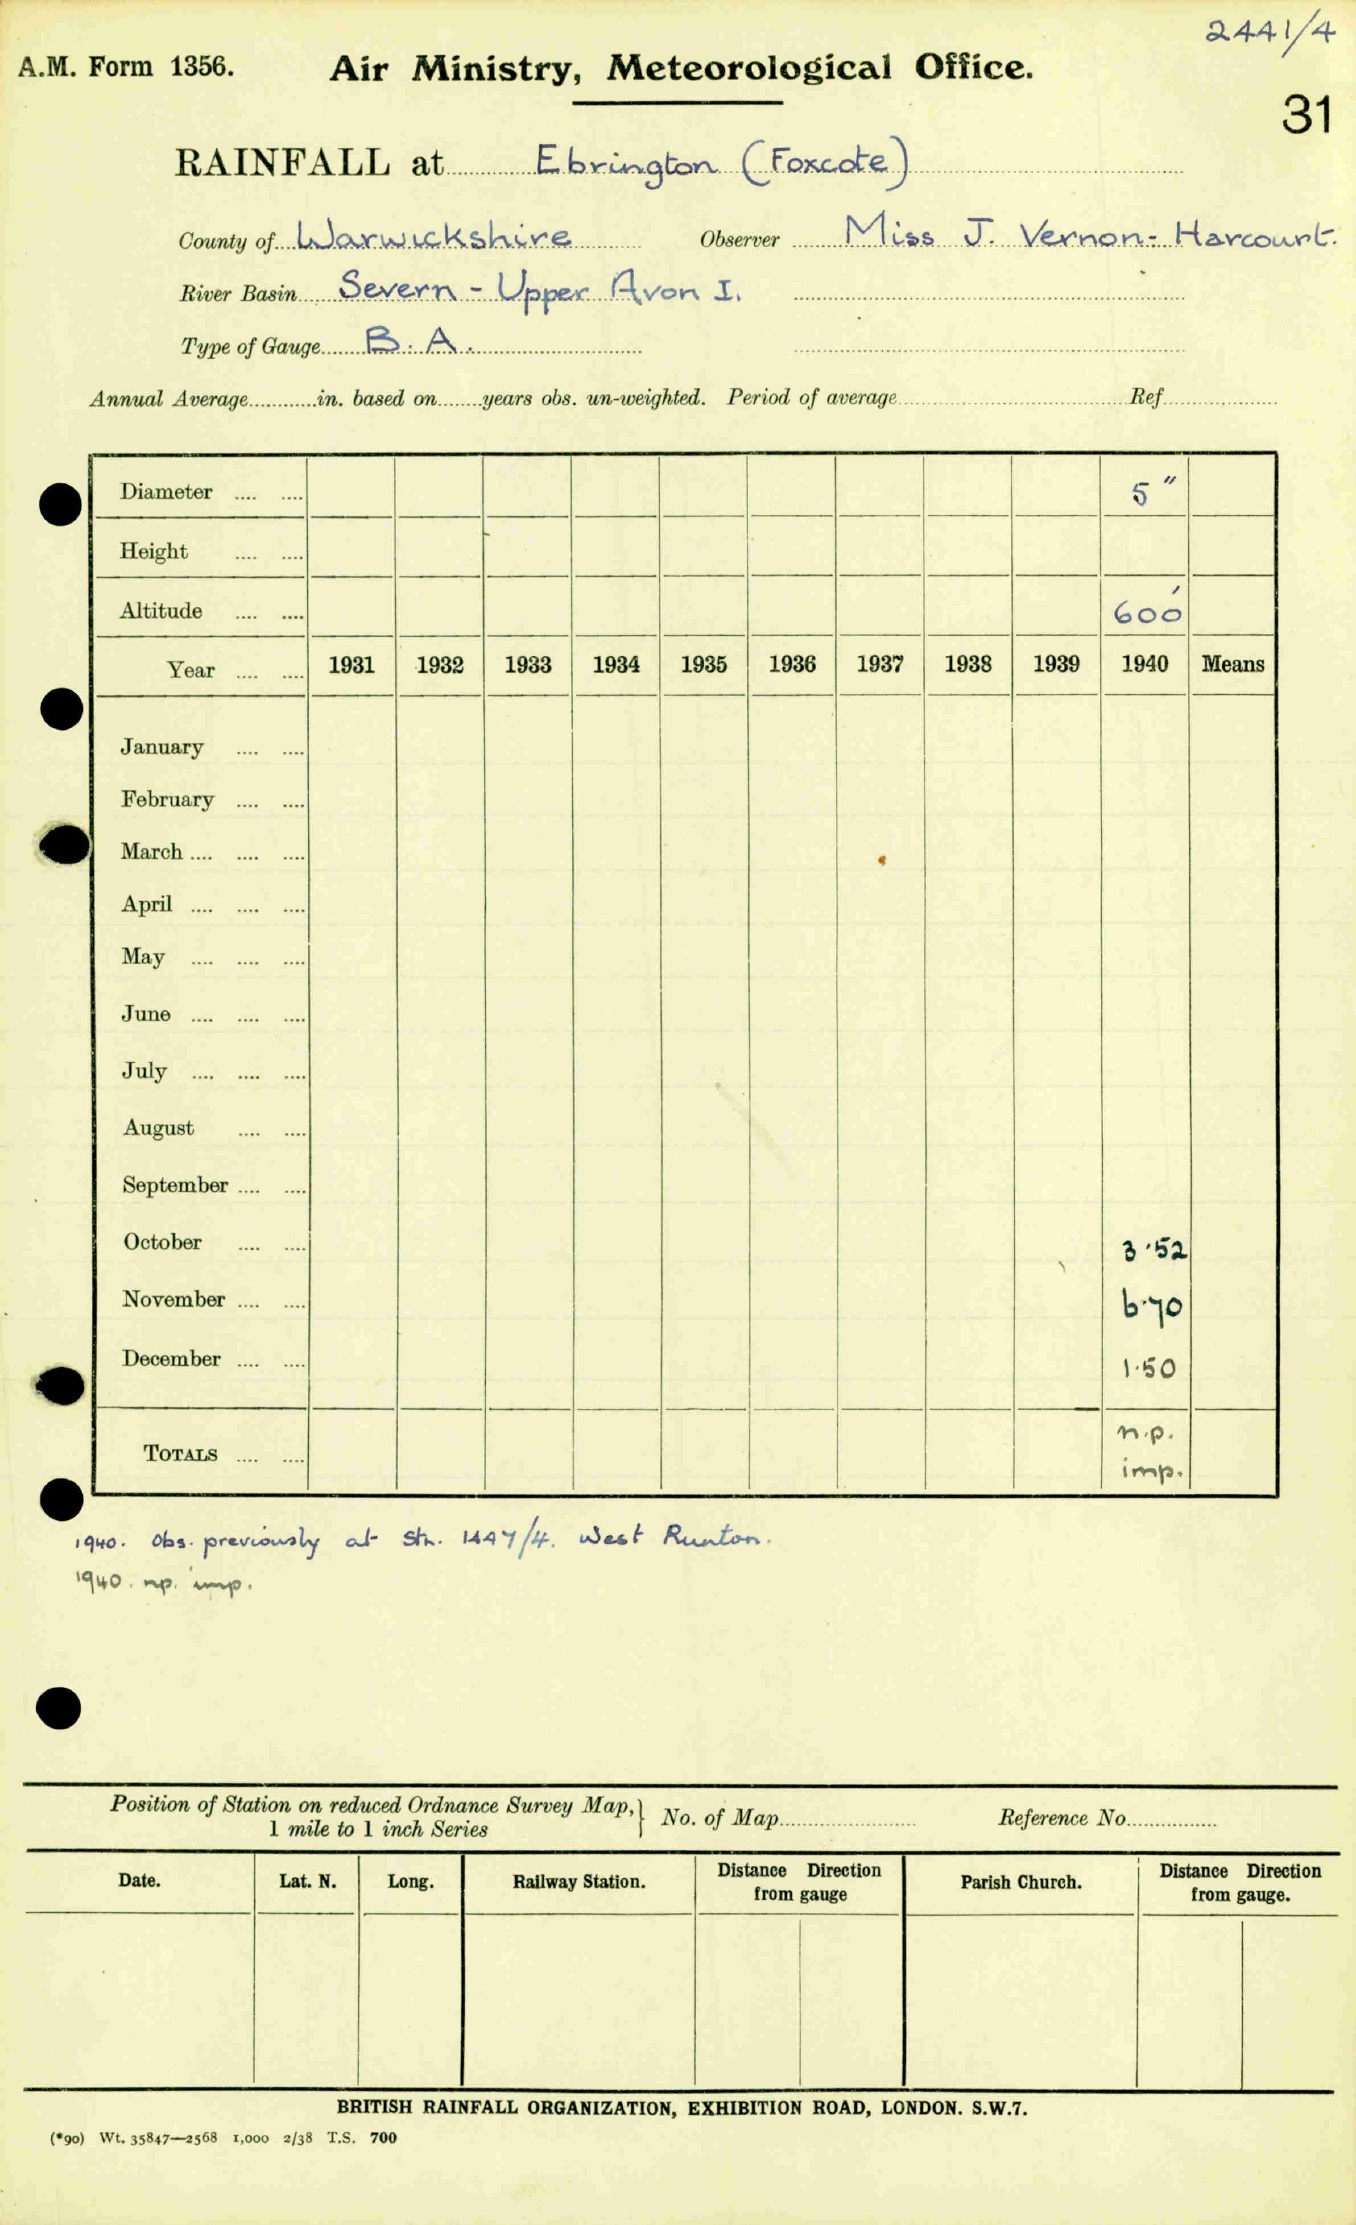 2441/4
A.M. Form 1356. Air Ministry, Meteorological Office.
31
RAINFALL at Ebrington (Foxcote)
County of Warwickshire Observer Miss J. Vernon-Harcourt.
River Basin Severn - Upper Avon I.
Type of Gauge B. A.
Annual Average in. based on years obs. un-weighted. Period of average Ref
Diameter .... .... 5"
Height .... ....
Altitude .... .... 600'
Year .... .... 1931 1932 1933 1934 1935 1936 1937 1938 1939 1940 Means
January .... ....
February .... ....
March .... .... ....
April .... .... ....
May .... .... ....
June .... .... ....
July .... .... ....
August .... ....
September .... ....
October .... .... 3.52
November .... .... 6.70
December .... .... 1.50
TOTALS .... .... n.p.
imp.
1940. Obs. previously at Stn. 1447/4. West Runton.
1940. np. imp.
Position of Station on reduced Ordnance Survey Map,} No. of Map Reference No.
1 mile to 1 inch Series
Date. Lat. N. Long. Railway Station. Distance Direction from gauge Parish Church. Distance Direction from gauge.
BRITISH RAINFALL ORGANIZATION, EXHIBITION ROAD, LONDON. S.W.7.
(*90) Wt. 35847—2568 1,000 2/38 T.S. 700